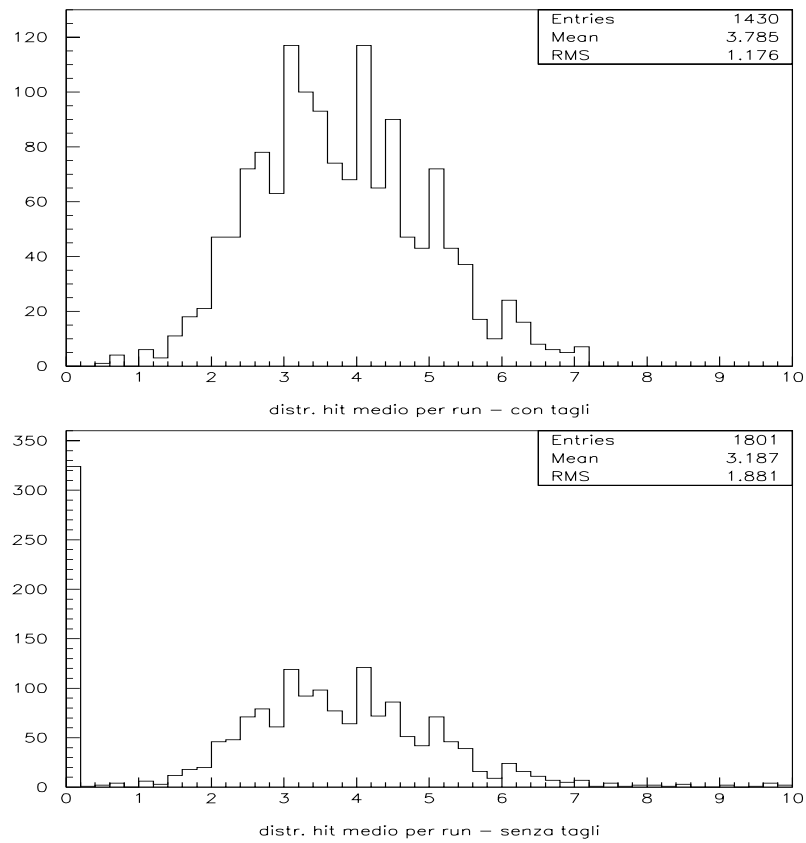 Entries 1430
Mean 3.785
RMS 1.176
120
100
80
60
40
20
0
0 1 2 3 4 5 6 7 8 9 10
distr. hit medio per run – con tagli
Entries 1801
Mean 3.187
RMS 1.881
350
300
250
200
150
100
50
0
0 1 2 3 4 5 6 7 8 9 10
distr. hit medio per run – senza tagli